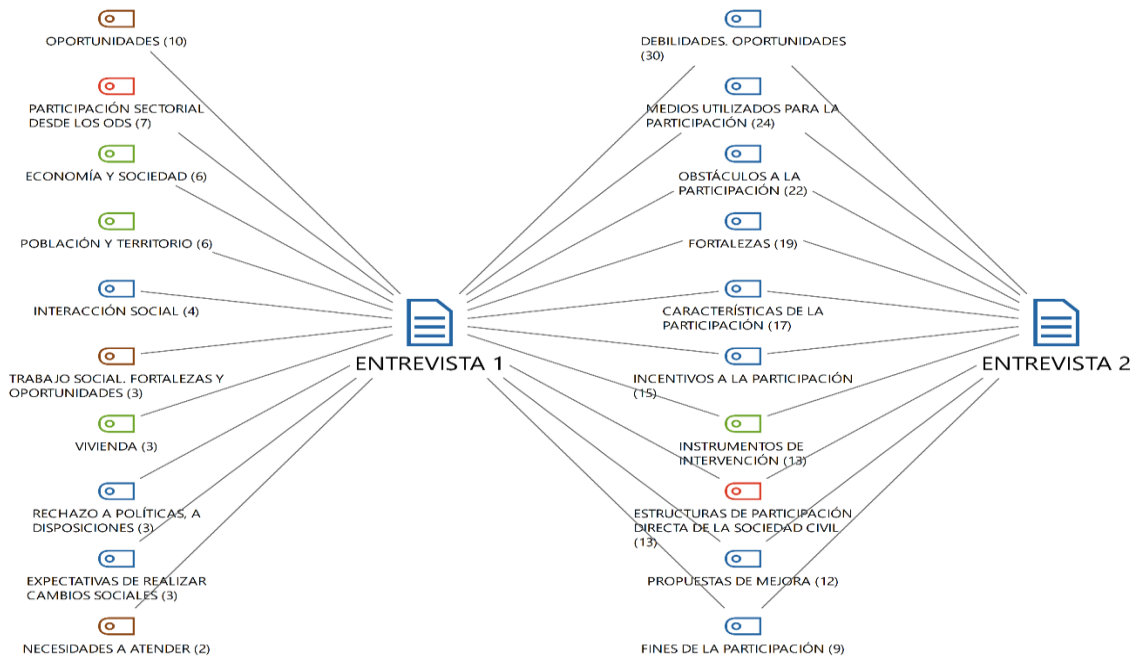 OPORTUNIDADES (10)
PARTICIPACIÓN SECTORIAL
DESDE LOS ODS (7)
ECONOMÍA Y SOCIEDAD (6)
POBLACIÓN Y TERRITORIO (6)
INTERACCIÓN SOCIAL (4)
TRABAJO SOCIAL. FORTALEZAS Y
OPORTUNIDADES (3)
VIVIENDA (3)
RECHAZO A POLÍTICAS, A
DISPOSICIONES (3)
EXPECTATIVAS DE REALIZAR
CAMBIOS SOCIALES (3)
NECESIDADES A ATENDER (2)
ENTREVISTA 1
DEBILIDADES. OPORTUNIDADES
(30)
MEDIOS UTILIZADOS PARA LA
PARTICIPACIÓN (24)
OBSTÁCULOS A LA
PARTICIPACIÓN (22)
FORTALEZAS (19)
CARACTERÍSTICAS DE LA
PARTICIPACIÓN (17)
INCENTIVOS A LA PARTICIPACIÓN
(15)
INSTRUMENTOS DE
INTERVENCIÓN (13)
ESTRUCTURAS DE PARTICIPACIÓN
DIRECTA DE LA SOCIEDAD CIVIL
(13)
PROPUESTAS DE MEJORA (12)
FINES DE LA PARTICIPACIÓN (9)
ENTREVISTA 2